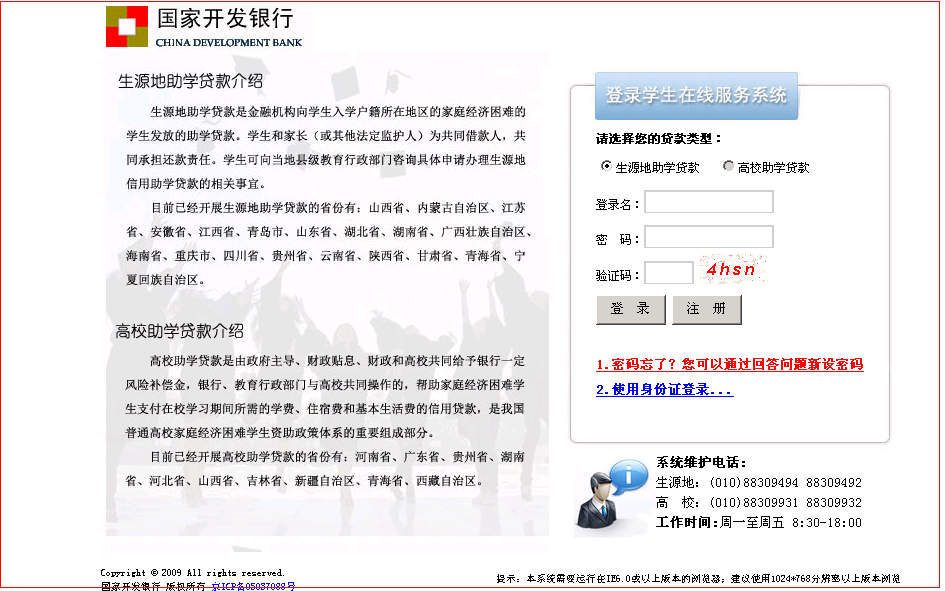 国家开发银行
CHINA DEVELOPMENT BANK
生源地助学贷款介绍
生源地助学贷款是金融机构向学生入学户籍所在地区的家庭经济困难的
学生发放的助学贷款。学生和家长（或其他法定监护人）为共同借款人，共
同承担还款责任。学生可向当地县级教育行政部门咨询具体申请办理生源地
信用助学贷款的相关事宜。
目前已经开展生源地助学贷款的省份有：山西省、内蒙古自治区、江苏
省、安徽省、江西省、青岛市、山东省、湖北省、湖南省、广西壮族自治区、
海南省、重庆市、四川省、贵州省、云南省、陕西省、甘肃省、青海省、宁
夏回族自治区。
高校助学贷款介绍
高校助学贷款是由政府主导、财政贴息、财政和高校共同给予银行一定
风险补偿金，银行、教育行政部门与高校共同操作的，帮助家庭经济困难学
生支付在校学习期间所需的学费、住宿费和基本生活费的信用贷款，是我国
普通高校家庭经济困难学生资助政策体系的重要组成部分。
目前已经开展高校助学贷款的省份有：河南省、广东省、贵州省、湖南
省、河北省、山西省、吉林省、新疆自治区、青海省、西藏自治区。
登录学生在线服务系统
请选择您的贷款类型：
生源地助学贷款 高校助学贷款
登录名：
密 码：
验证码： 4hsn
登 录 注 册
1.密码忘了？您可以通过回答问题新设密码
2.使用身份证登录...
系统维护电话：
生源地：(010)88309494 88309492
高 校：(010)88309931 88309932
工作时间：周一至周五 8:30-18:00
Copyright © 2009 All rights reserved.
国家开发银行 版权所有 京ICP备05037088号
提示：本系统需要运行在IE6.0或以上版本的浏览器；建议使用1024*768分辨率以上版本浏览